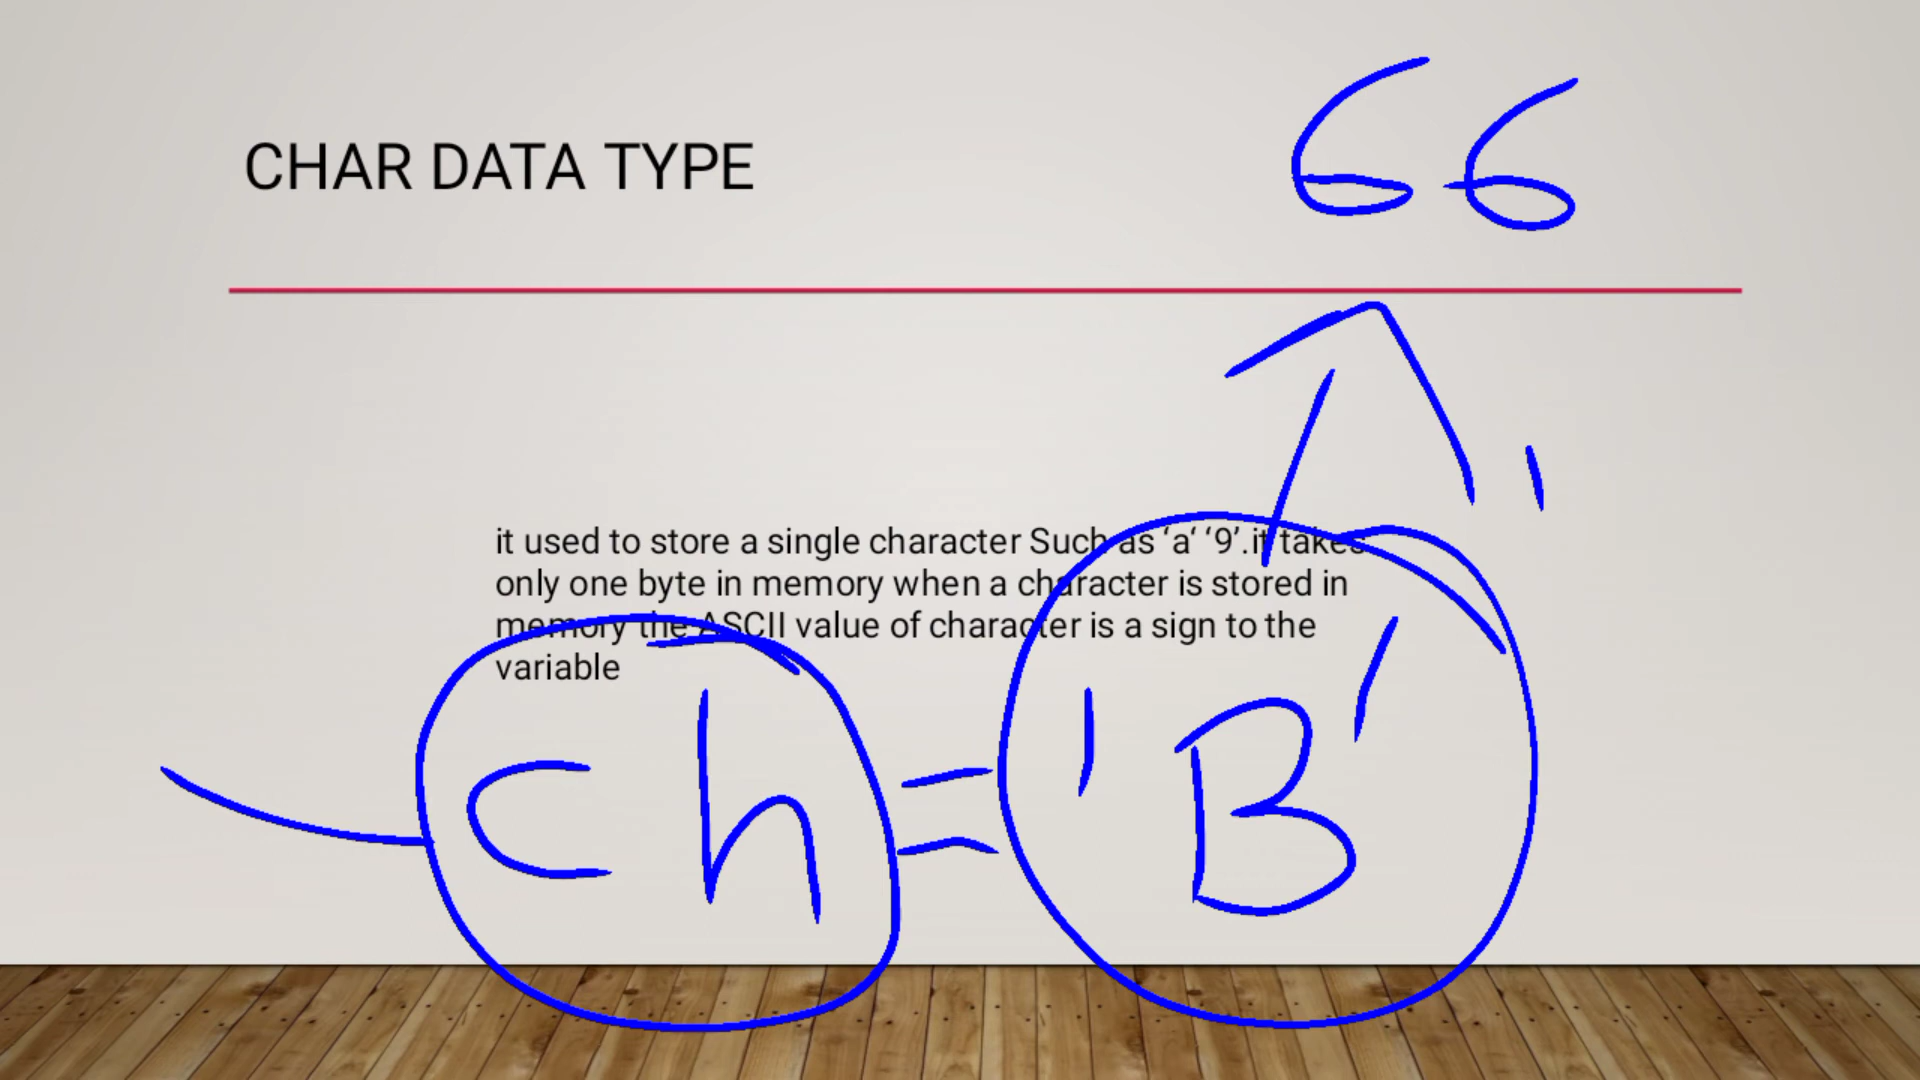 66
CHAR DATA TYPE
it used to store a single character Such as ‘a‘ ‘9’.it takes
only one byte in memory when a character is stored in
memory the ASCII value of character is a sign to the
variable
ch = 'B'